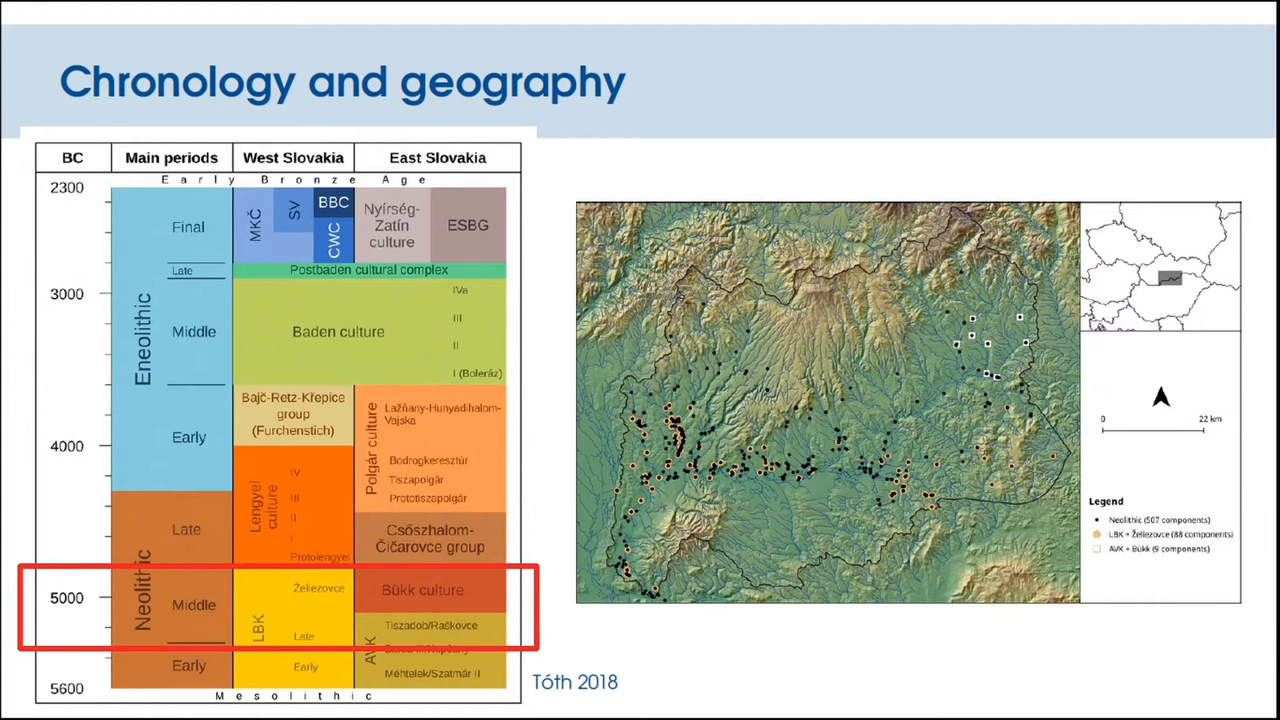 Chronology and geography
BC
Main periods
West Slovakia
East Slovakia
Early Bronze Age
2300
3000
4000
5000
5600
Eneolithic
Final
Late
Middle
Early
Neolithic
Late
Middle
Early
MKČ
SV
BBC
CWC
Nyírség-
Zatín
culture
ESBG
Postbaden cultural complex
Baden culture
IVa
III
II
I (Boleráz)
Bajč-Retz-Křepice
group
(Furchenstich)
Lengyel
culture
IV
III
II
I
Protolengyel
Polgár culture
Lažňany-Hunyadihalom-
Vajska
Bodrogkeresztúr
Tiszapolgár
Prototiszapolgár
Csőszhalom-
Čičarovce group
LBK
Želiezovce
Late
Early
Bükk culture
AVK
Tiszadob/Raškovce
Méhtelek/Szatmár II
Mesolithic
Tóth 2018
0 22 km
Legend
Neolithic (507 components)
LBK + Želiezovce (88 components)
AVK + Bükk (9 components)